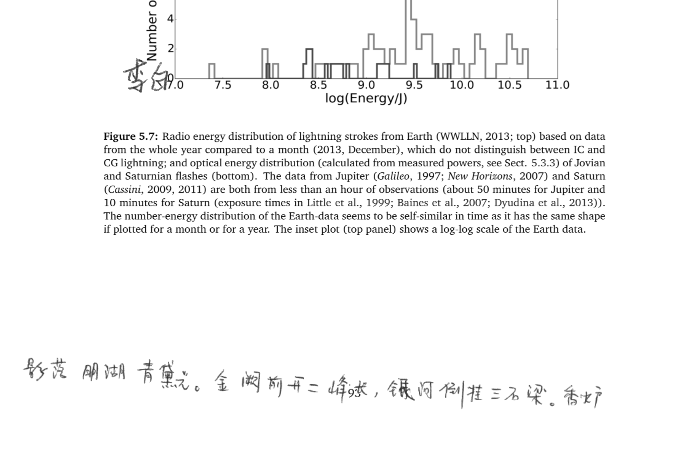 Number o
4
2
0
李白
7.0 7.5 8.0 8.5 9.0 9.5 10.0 10.5 11.0
log(Energy/J)
Figure 5.7: Radio energy distribution of lightning strokes from Earth (WWLLN, 2013; top) based on data
from the whole year compared to a month (2013, December), which do not distinguish between IC and
CG lightning; and optical energy distribution (calculated from measured powers, see Sect. 5.3.3) of Jovian
and Saturnian flashes (bottom). The data from Jupiter (Galileo, 1997; New Horizons, 2007) and Saturn
(Cassini, 2009, 2011) are both from less than an hour of observations (about 50 minutes for Jupiter and
10 minutes for Saturn (exposure times in Little et al., 1999; Baines et al., 2007; Dyudina et al., 2013)).
The number-energy distribution of the Earth-data seems to be self-similar in time as it has the same shape
if plotted for a month or for a year. The inset plot (top panel) shows a log-log scale of the Earth data.
影落明湖青黛光。金阙前开二峰长，银河倒挂三石梁。香炉
93